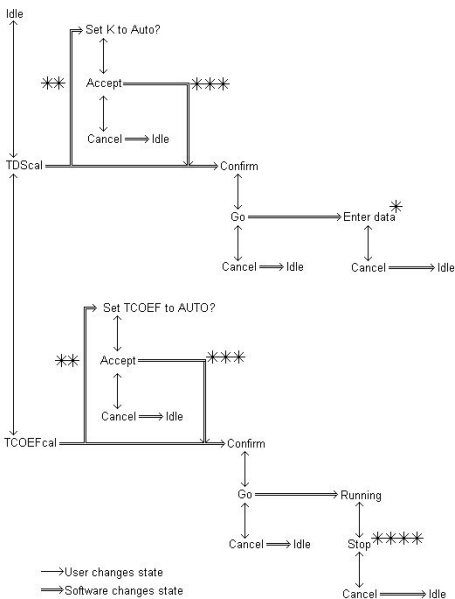 Idle
Set K to Auto?
**
Accept
***
Cancel Idle
TDScal Confirm
Go Enter data*
Cancel Idle Cancel Idle
Set TCOEF to AUTO?
**
Accept
***
Cancel Idle
TCOEFcal Confirm
Go Running
Cancel Idle Stop****
User changes state
Software changes state
Cancel Idle